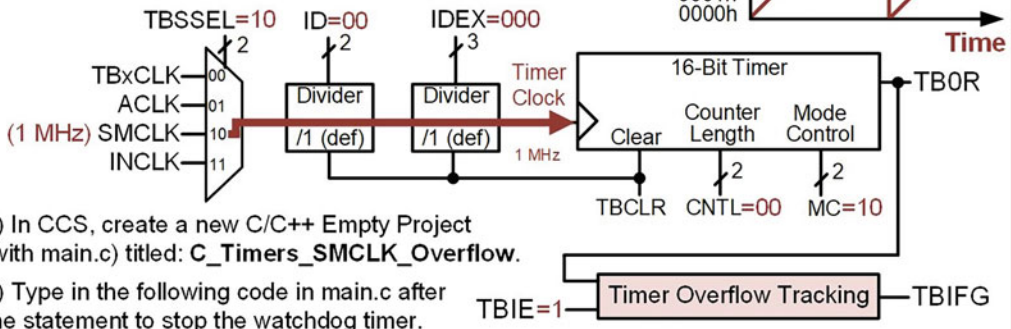 0000h
Time
TBSSEL=10
ID=00
IDEX=000
2
2
3
TBxCLK
00
ACLK
01
(1 MHz) SMCLK
10
INCLK
11
Divider
/1 (def)
Divider
/1 (def)
Timer
Clock
1 MHz
16-Bit Timer
Clear
Counter
Length
Mode
Control
TB0R
2
2
TBCLR
CNTL=00
MC=10
) In CCS, create a new C/C++ Empty Project
with main.c) titled: C_Timers_SMCLK_Overflow.
) Type in the following code in main.c after
he statement to stop the watchdog timer.
TBIE=1
Timer Overflow Tracking
TBIFG